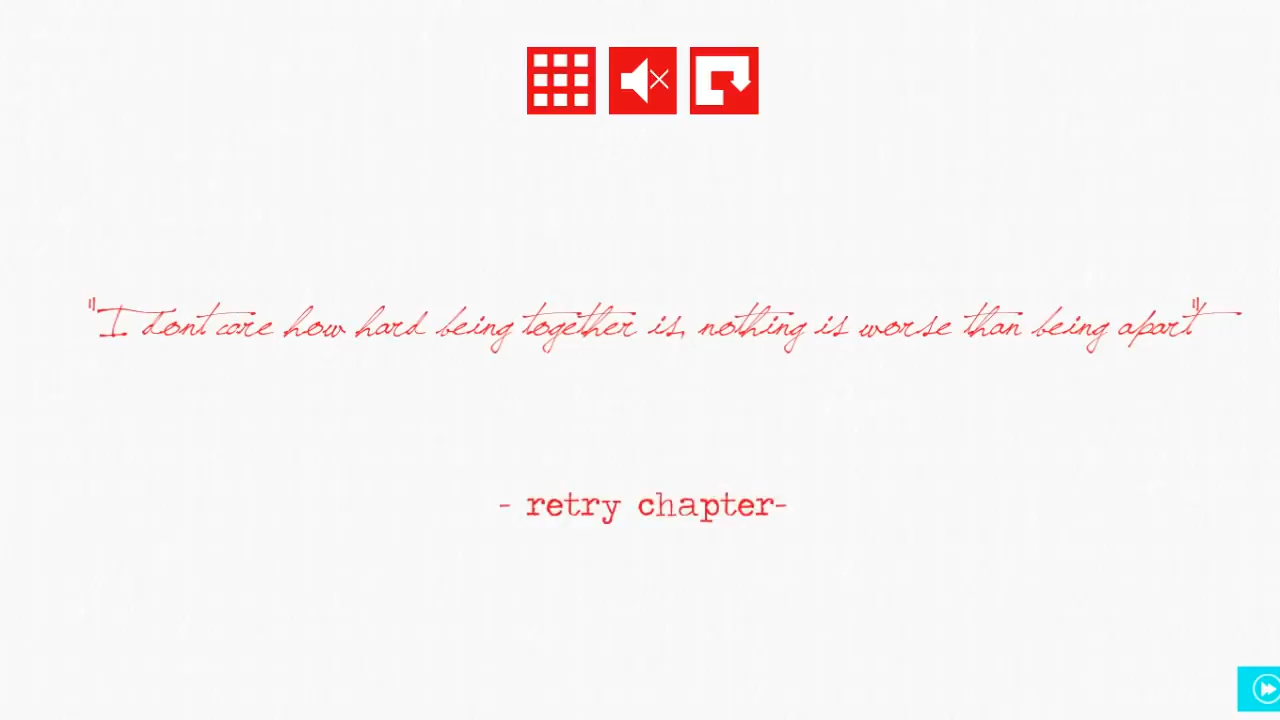 "I dont care how hard being together is, nothing is worse than being apart"
- retry chapter-